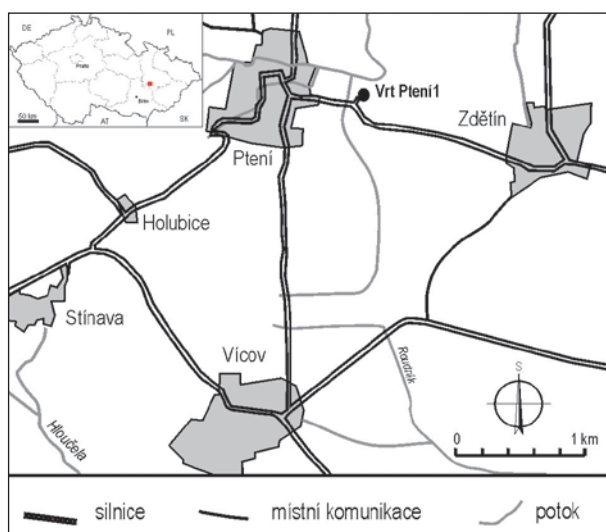 DE
PL
Praha
Brno
50 km
AT
SK
Vrt Ptení1
Zdětín
Ptení
Holubice
Stínava
Vícov
Roudník
Hloučela
S
0 1 km
silnice místní komunikace potok